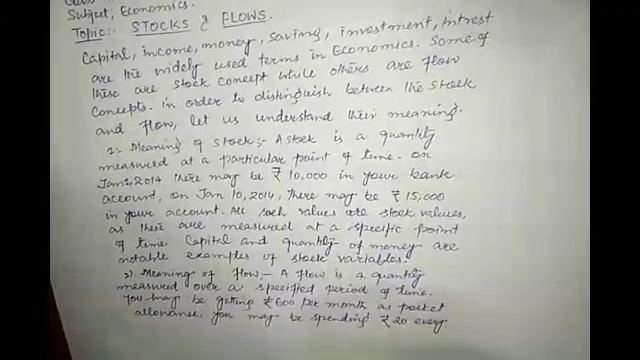 Subject, Economics.
Topic:- STOCKS & FLOWS.
Capital, income, money, saving, investment, intrest
are the widely used terms in Economics. Some of
these are stock concept while others are flow
concepts. In order to distinguish between the stock
and flow, let us understand their meaning.
1). Meaning of stock:- A stock is a quantity
measured at a particular point of time. On
Jan 1, 2014 there may be ₹ 10,000 in your bank
account, on Jan 10, 2014, there may be ₹ 15,000
in your account. All such values are stock values,
as these are measured at a specific point
of time Capital and quantity of money are
notable examples of stock variables.
2). Meaning of flow:- A flow is a quantity
measured over a specified period of time.
You may be getting ₹ 600 per month as pocket
allowance, you may be spending ₹ 20 every